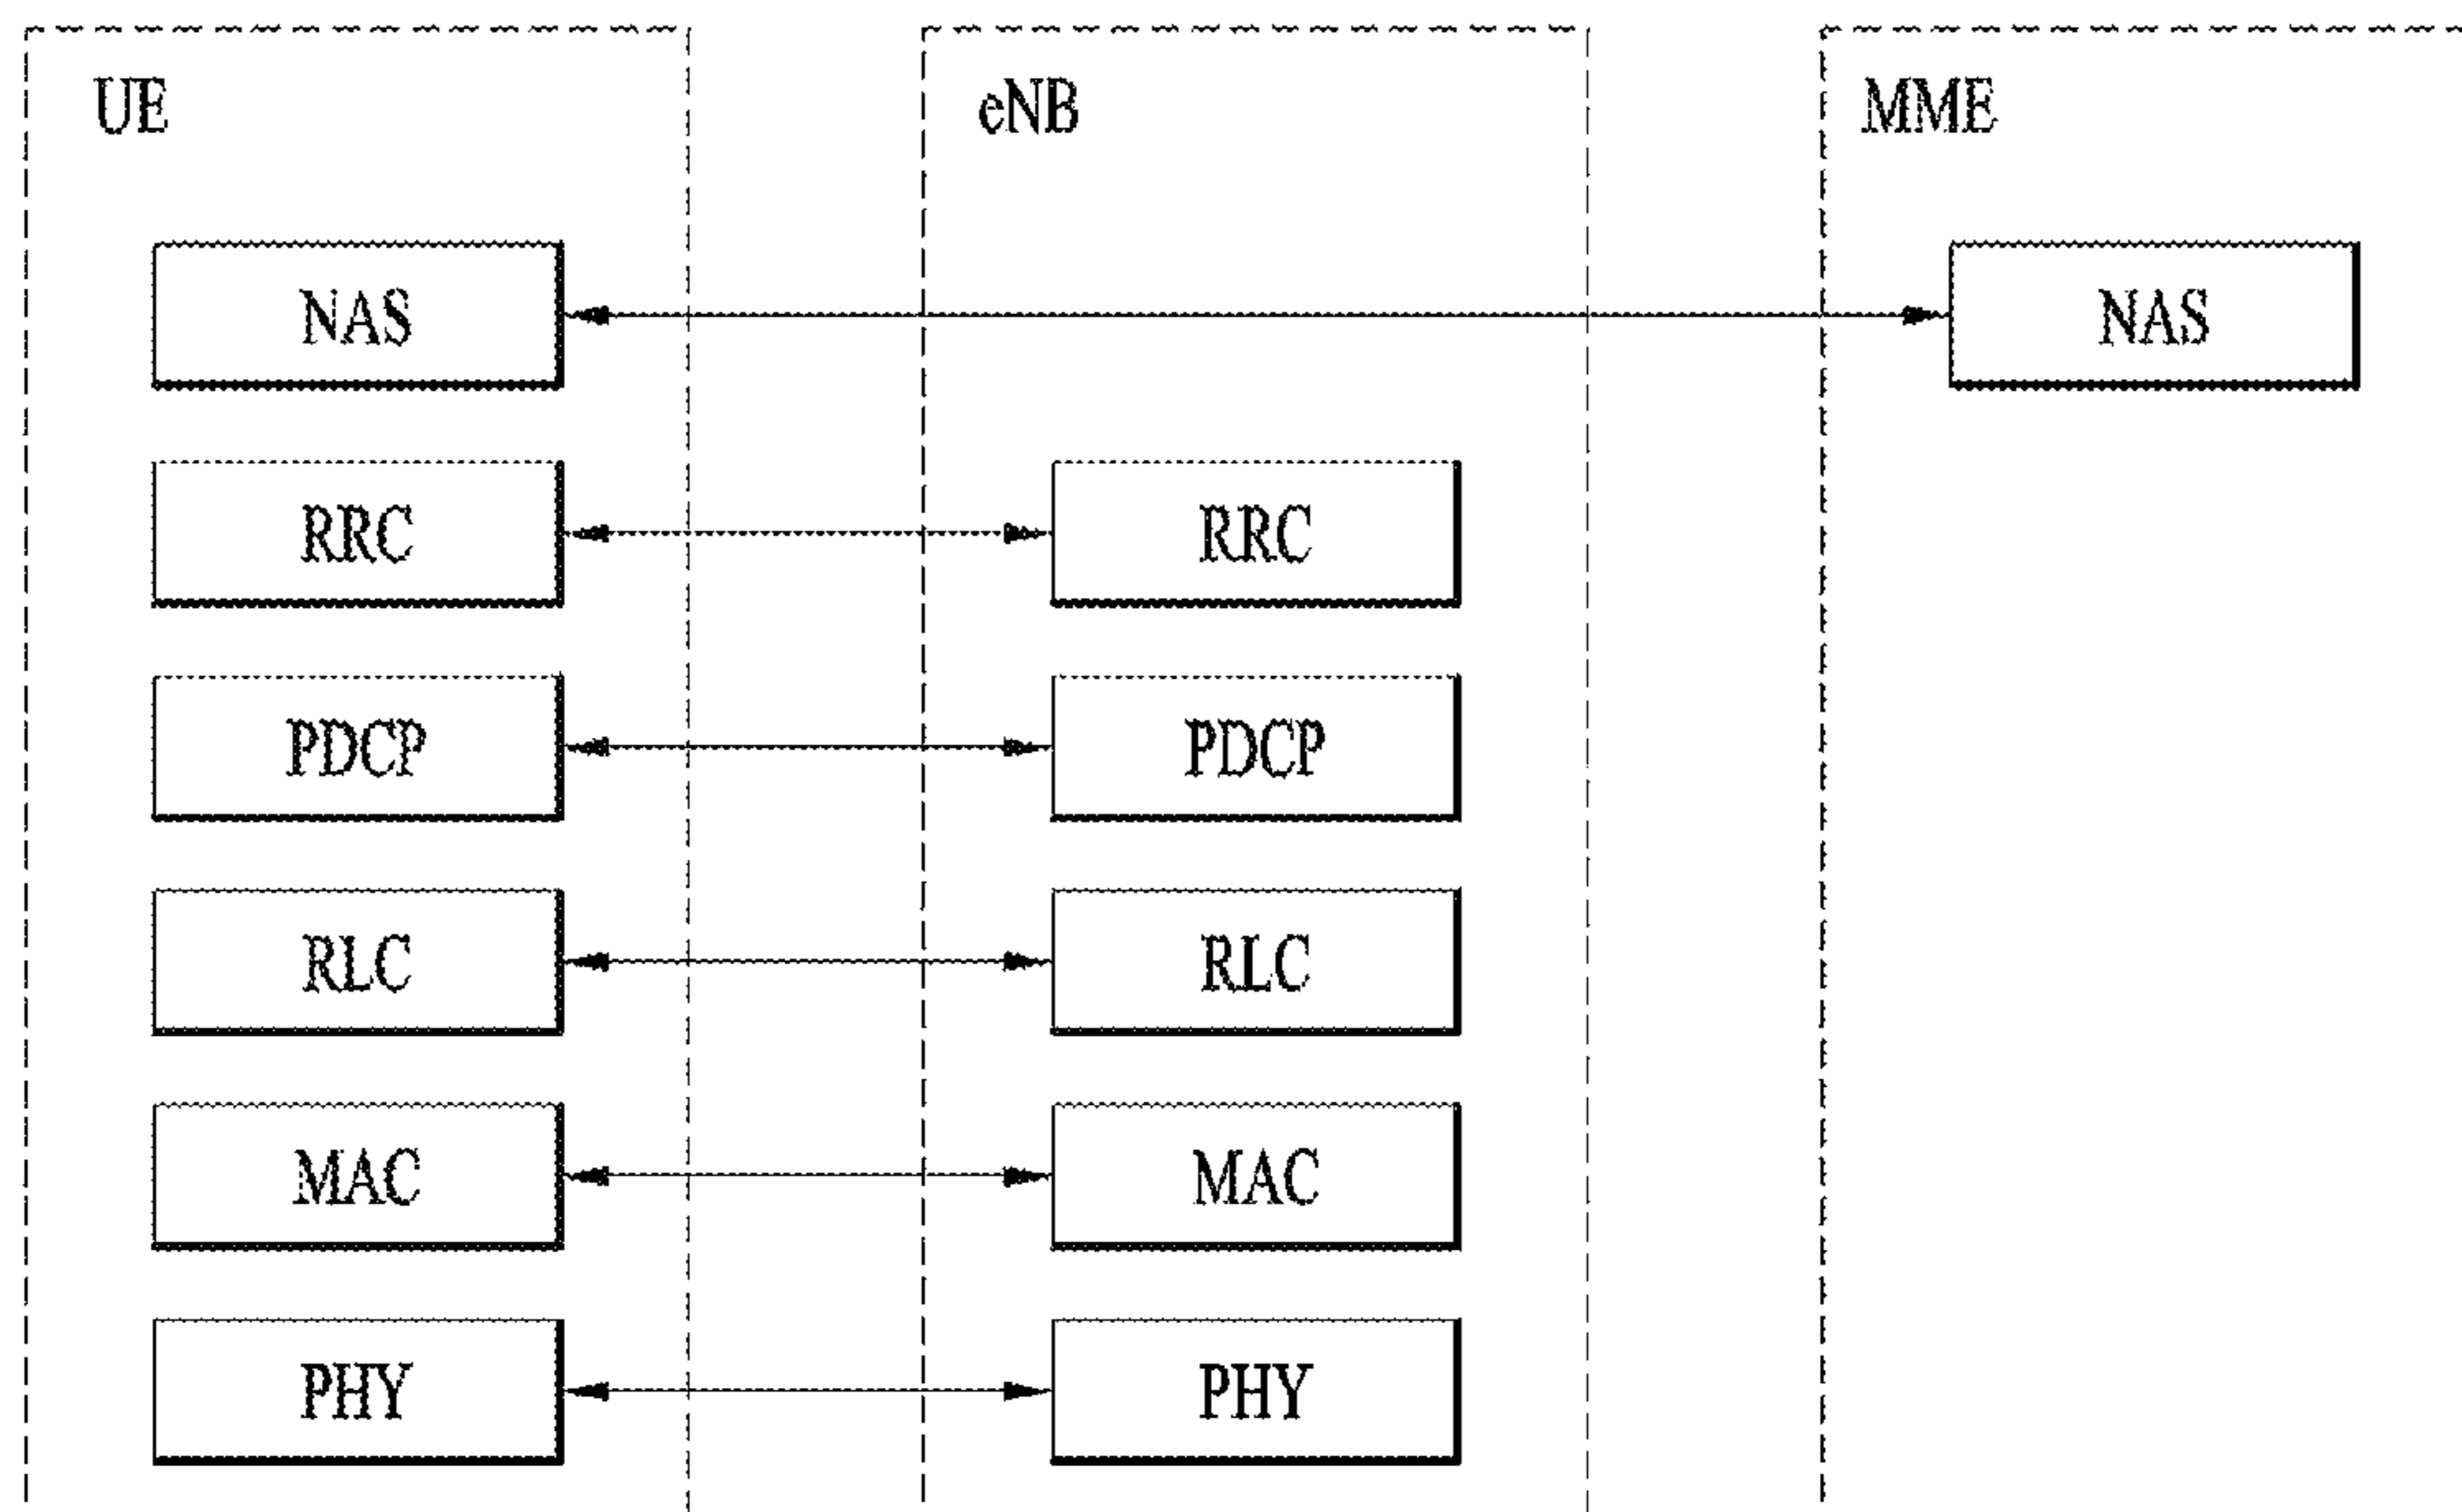 UE eNB MME
NAS NAS
RRC RRC
PDCP PDCP
RLC RLC
MAC MAC
PHY PHY